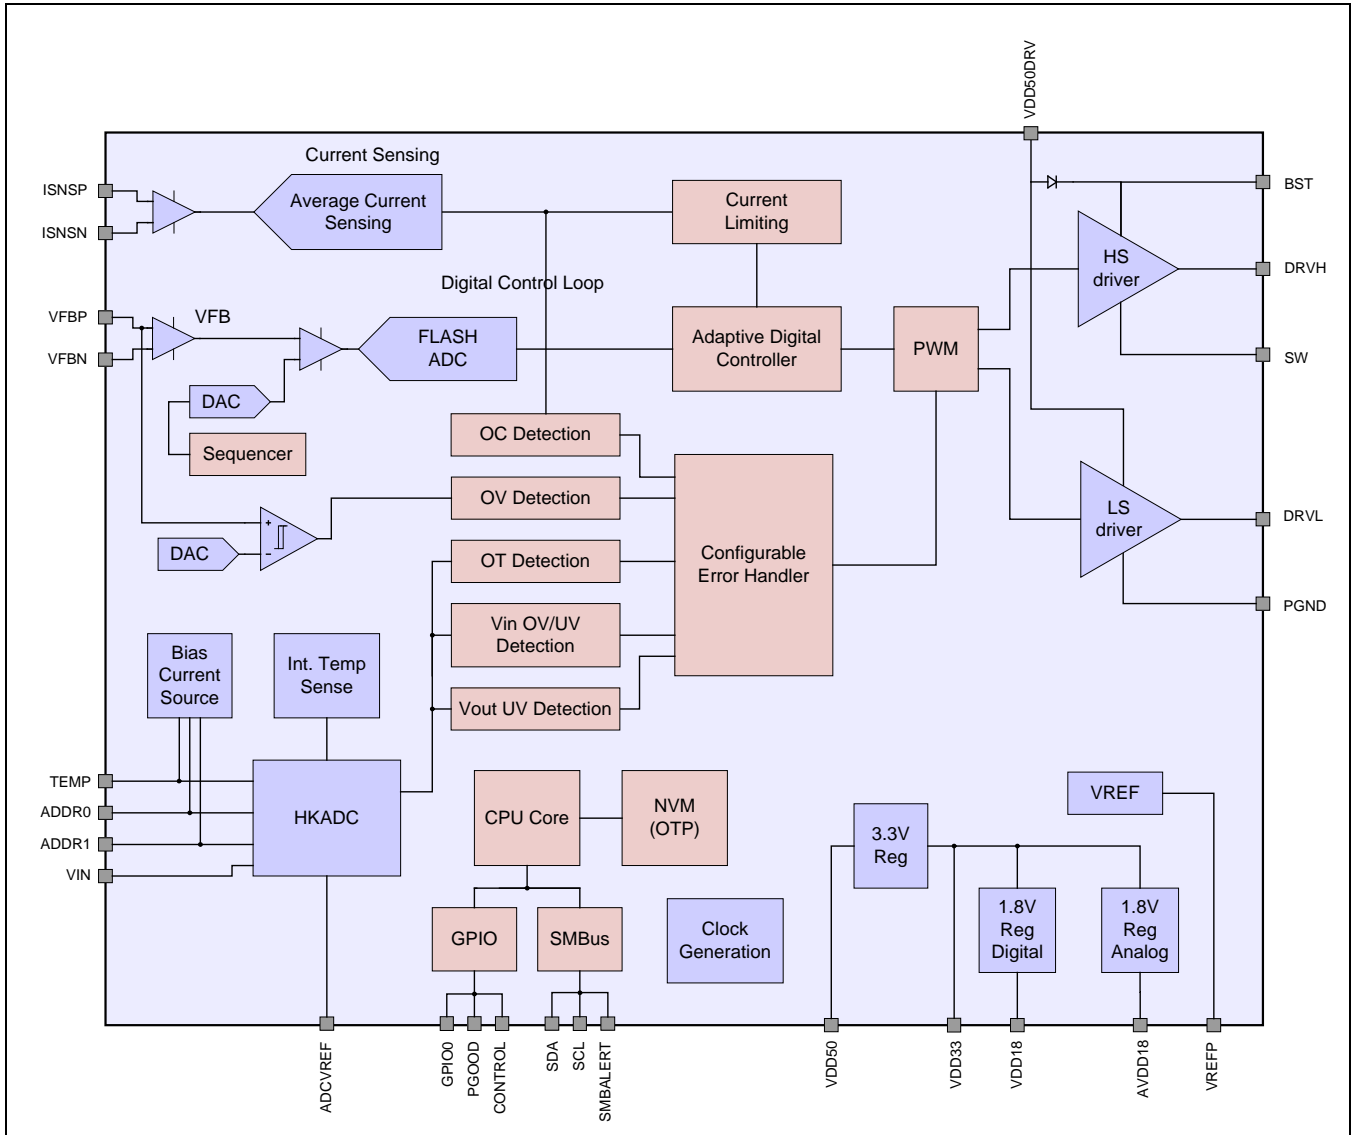 VDD50DRV
Current Sensing
ISNSP
ISNSN
Average Current
Sensing
Current
Limiting
BST
HS
driver
DRVH
SW
Digital Control Loop
VFBP
VFBN
VFB
FLASH
ADC
Adaptive Digital
Controller
PWM
DAC
Sequencer
OC Detection
OV Detection
+
-
DAC
OT Detection
Configurable
Error Handler
LS
driver
DRVL
PGND
Vin OV/UV
Detection
Vout UV Detection
Bias
Current
Source
Int. Temp
Sense
TEMP
ADDR0
ADDR1
VIN
HKADC
CPU Core
NVM
(OTP)
VREF
3.3V
Reg
GPIO
SMBus
Clock
Generation
1.8V
Reg
Digital
1.8V
Reg
Analog
ADCVREF
GPIO0
PGOOD
CONTROL
SDA
SCL
SMBALERT
VDD50
VDD33
VDD18
AVDD18
VREFP